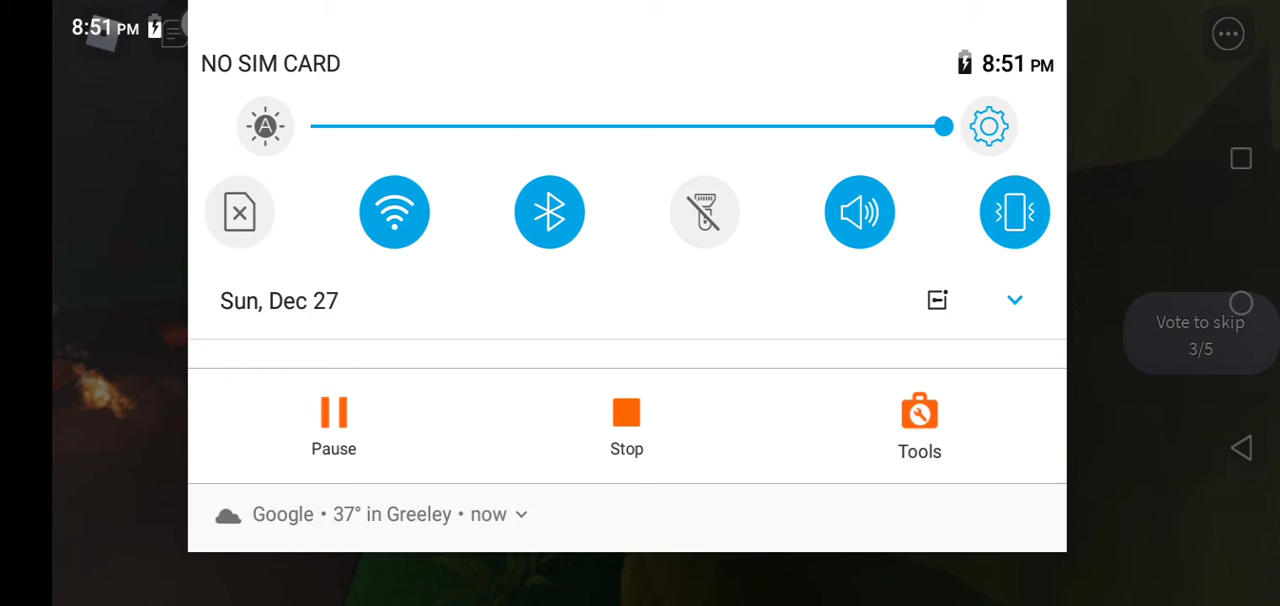 8:51 PM
NO SIM CARD
8:51 PM
A
Sun, Dec 27
Vote to skip
3/5
Pause
Stop
Tools
Google • 37° in Greeley • now